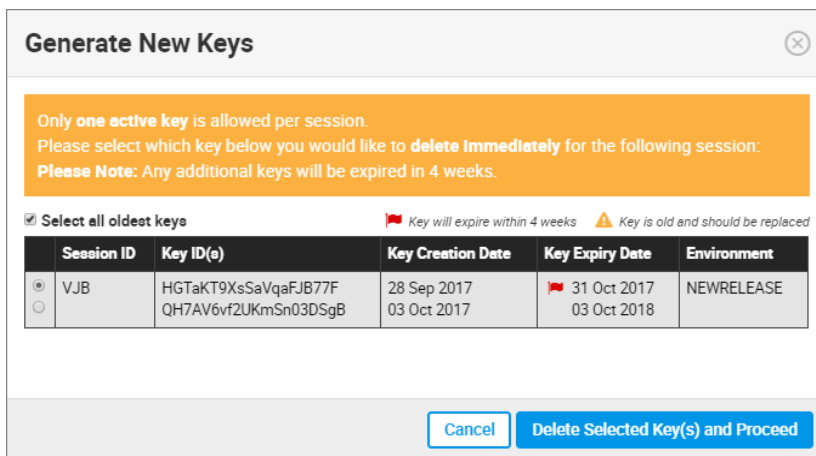 Generate New Keys
Only one active key is allowed per session.
Please select which key below you would like to delete immediately for the following session:
Please Note: Any additional keys will be expired in 4 weeks.
Select all oldest keys Key will expire within 4 weeks Key is old and should be replaced
Session ID Key ID(s) Key Creation Date Key Expiry Date Environment
VJB HGTaKT9XsSaVqaFJB77F 28 Sep 2017 31 Oct 2017 NEWRELEASE
QH7AV6vf2UKmSn03DSgB 03 Oct 2017 03 Oct 2018
Cancel Delete Selected Key(s) and Proceed